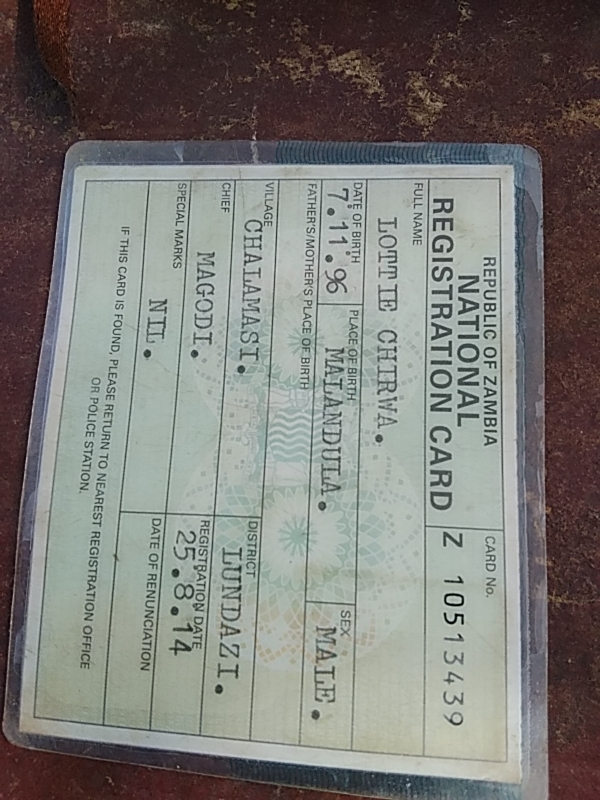 REPUBLIC OF ZAMBIA
NATIONAL
REGISTRATION CARD
CARD No.
Z 10513439
FULL NAME
LOTTIE CHIRWA.
DATE OF BIRTH
7.11.96
PLACE OF BIRTH
MALANDULA.
SEX
MALE.
FATHER'S/MOTHER'S PLACE OF BIRTH
VILLAGE
CHALAMASI.
DISTRICT
LUNDAZI.
CHIEF
MAGODI.
REGISTRATION DATE
25.8.14
SPECIAL MARKS
NIL.
DATE OF RENUNCIATION
IF THIS CARD IS FOUND, PLEASE RETURN TO NEAREST REGISTRATION OFFICE
OR POLICE STATION.